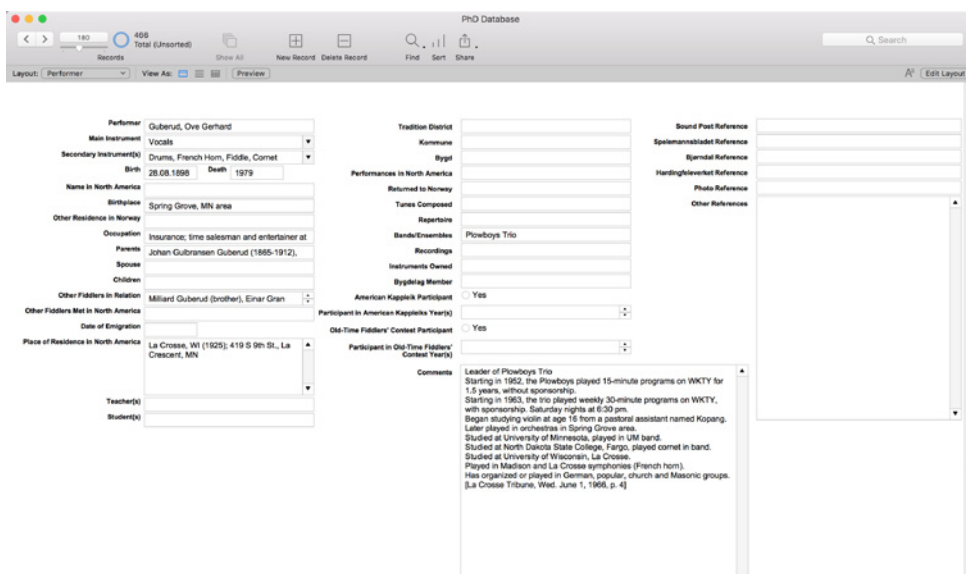 PhD Database
180
466
Total (Unsorted)
Records
Show All
New Record
Delete Record
Find
Sort
Share
Search
Layout: Performer
View As:
Preview
Edit Layout
Performer Guberud, Ove Gerhard
Main Instrument Vocals
Secondary Instrument(s) Drums, French Horn, Fiddle, Cornet
Birth 28.08.1898 Death 1979
Name in North America
Birthplace Spring Grove, MN area
Other Residence in Norway
Occupation Insurance; time salesman and entertainer at
Parents Johan Gulbransen Guberud (1865-1912),
Spouse
Children
Other Fiddlers in Relation Milliard Guberud (brother), Einar Gran
Other Fiddlers Met in North America
Date of Emigration
Place of Residence in North America La Crosse, WI (1925); 419 S 9th St., La
Crescent, MN
Teacher(s)
Student(s)
Tradition District
Kommune
Bygd
Performances in North America
Returned to Norway
Tunes Composed
Repertoire
Bands/Ensembles Plowboys Trio
Recordings
Instruments Owned
Bygdelag Member
American Kappleik Participant Yes
Participant in American Kappleiks Year(s)
Old-Time Fiddlers' Contest Participant Yes
Participant in Old-Time Fiddlers'
Contest Year(s)
Comments Leader of Plowboys Trio
Starting in 1952, the Plowboys played 15-minute programs on WKTY for
1.5 years, without sponsorship.
Starting in 1963, the trio played weekly 30-minute programs on WKTY,
with sponsorship. Saturday nights at 6:30 pm.
Began studying violin at age 16 from a pastoral assistant named Kopang.
Later played in orchestras in Spring Grove area.
Studied at University of Minnesota, played in UM band.
Studied at North Dakota State College, Fargo, played cornet in band.
Studied at University of Wisconsin, La Crosse.
Played in Madison and La Crosse symphonies (French horn).
Has organized or played in German, popular, church and Masonic groups.
[La Crosse Tribune, Wed. June 1, 1966, p. 4]
Sound Post Reference
Spelemannsbladet Reference
Bjørndal Reference
Hardingfeleverket Reference
Photo Reference
Other References